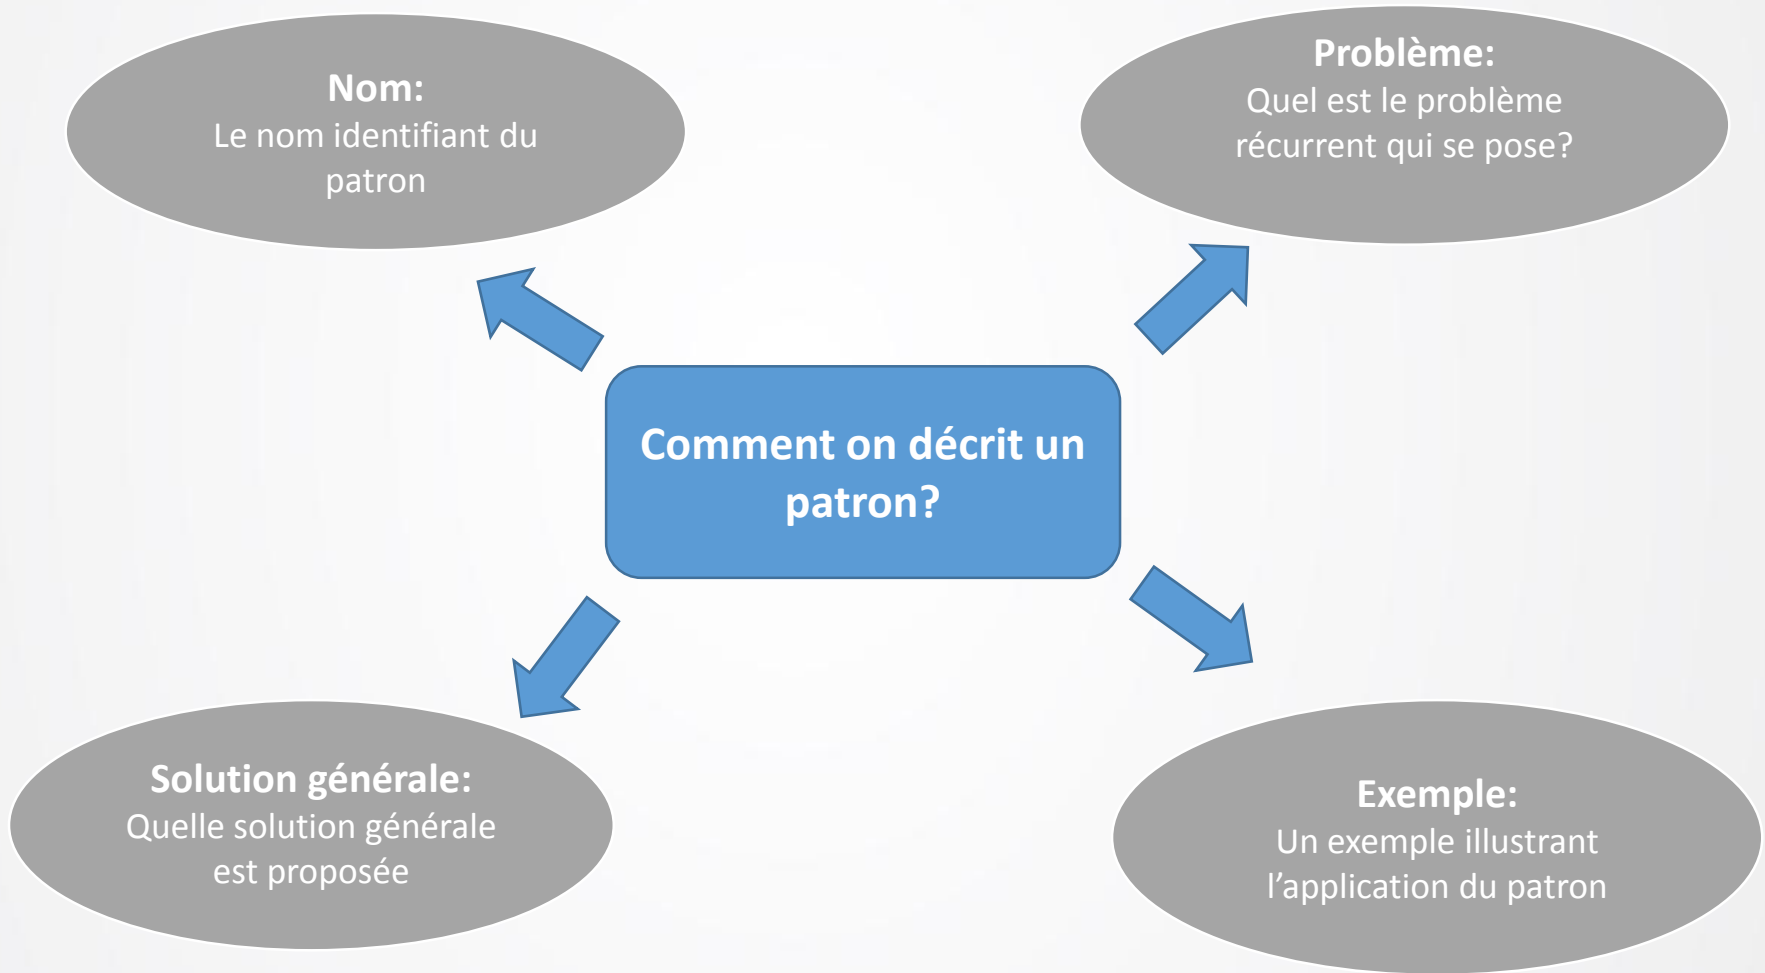 Nom:
Le nom identifiant du
patron
Problème:
Quel est le problème
récurrent qui se pose?
Comment on décrit un
patron?
Solution générale:
Quelle solution générale
est proposée
Exemple:
Un exemple illustrant
l’application du patron